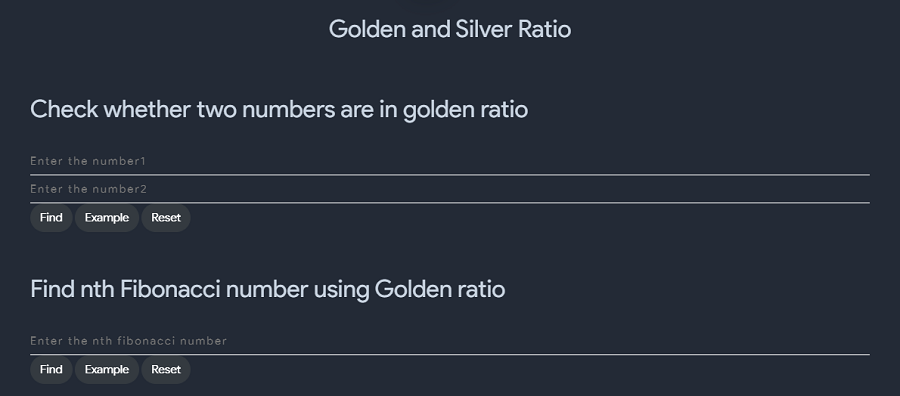 Golden and Silver Ratio
Check whether two numbers are in golden ratio
Enter the number1
Enter the number2
Find Example Reset
Find nth Fibonacci number using Golden ratio
Enter the nth fibonacci number
Find Example Reset